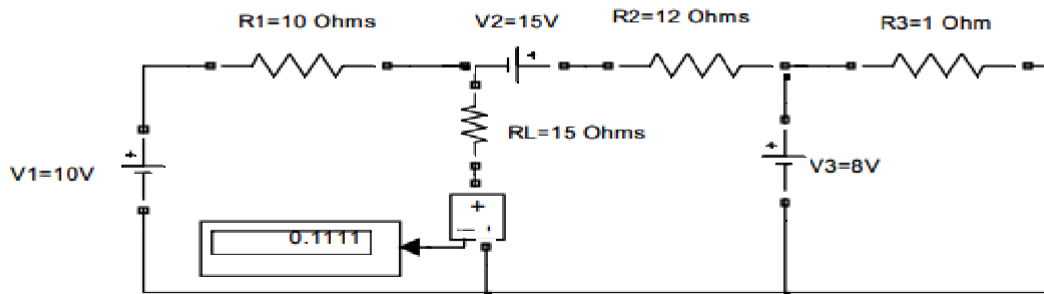 R1=10 Ohms
V2=15V
R2=12 Ohms
R3=1 Ohm
+
RL=15 Ohms
+
V1=10V
+
V3=8V
+
-
0.1111